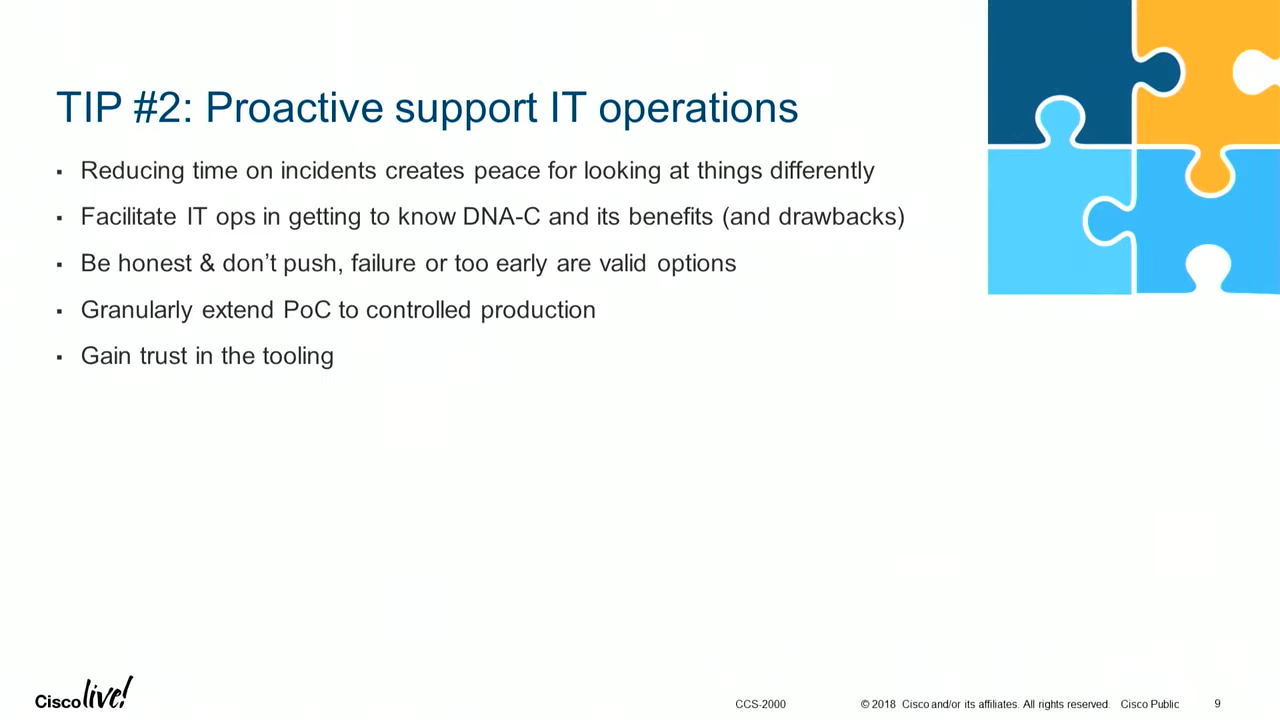 TIP #2: Proactive support IT operations
▪ Reducing time on incidents creates peace for looking at things differently
▪ Facilitate IT ops in getting to know DNA-C and its benefits (and drawbacks)
▪ Be honest & don’t push, failure or too early are valid options
▪ Granularly extend PoC to controlled production
▪ Gain trust in the tooling
Cisco live!
CCS-2000
© 2018 Cisco and/or its affiliates. All rights reserved. Cisco Public
9